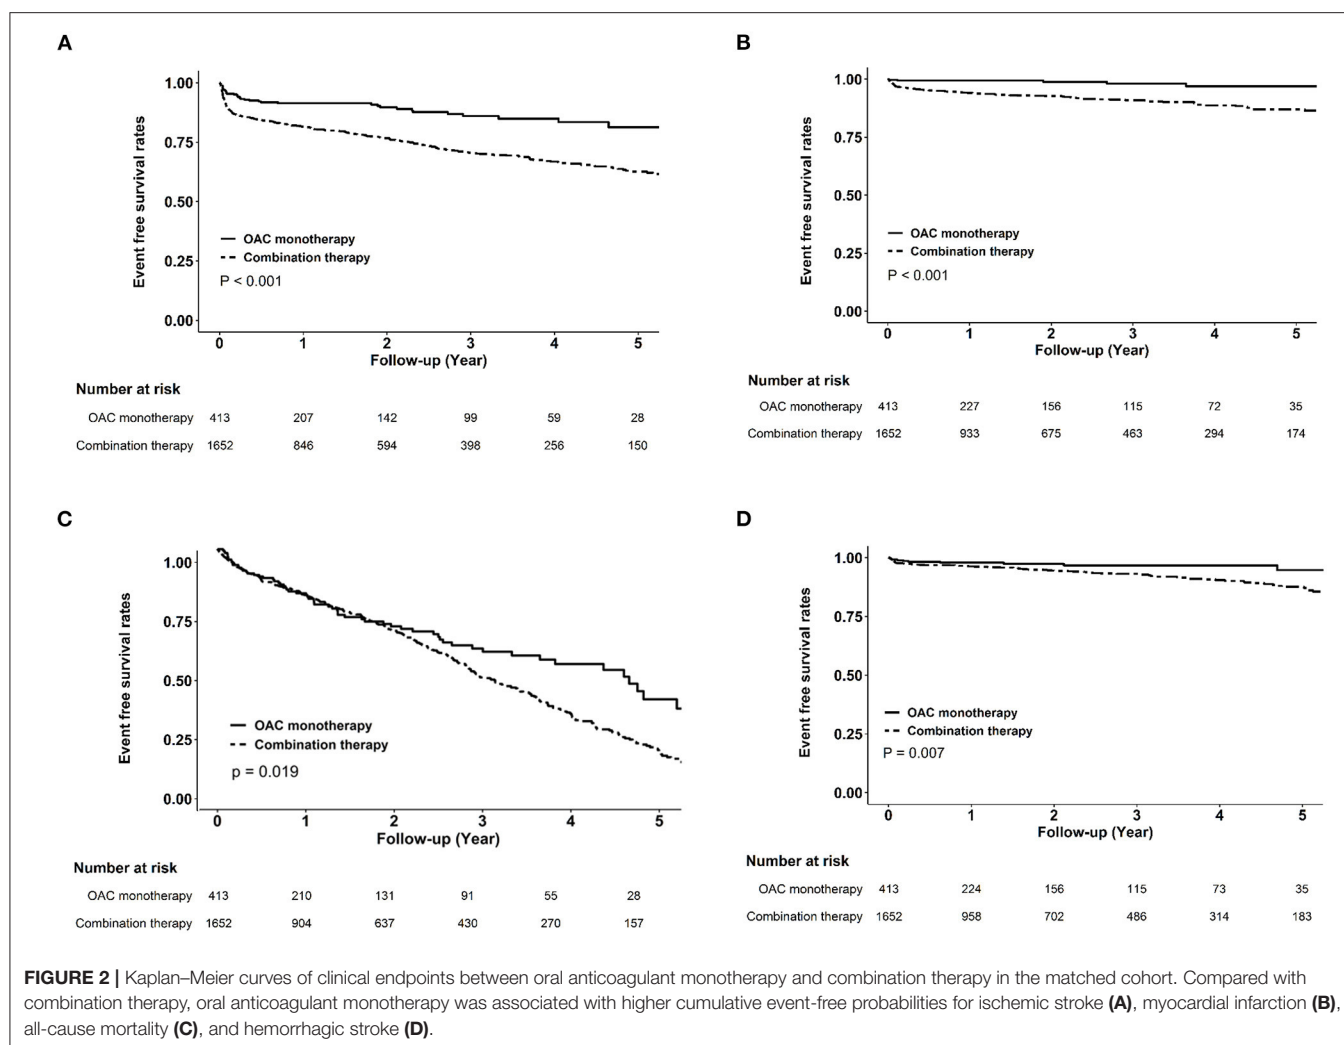 A
Event free survival rates
1.00
0.75
0.50
0.25
0.00
OAC monotherapy
Combination therapy
P < 0.001
0 1 2 3 4 5
Follow-up (Year)
Number at risk
OAC monotherapy 413 207 142 99 59 28
Combination therapy 1652 846 594 398 256 150
B
Event free survival rates
1.00
0.75
0.50
0.25
0.00
OAC monotherapy
Combination therapy
P < 0.001
0 1 2 3 4 5
Follow-up (Year)
Number at risk
OAC monotherapy 413 227 156 115 72 35
Combination therapy 1652 933 675 463 294 174
C
Event free survival rates
1.00
0.75
0.50
0.25
0.00
OAC monotherapy
Combination therapy
p = 0.019
0 1 2 3 4 5
Follow-up (Year)
Number at risk
OAC monotherapy 413 210 131 91 55 28
Combination therapy 1652 904 637 430 270 157
D
Event free survival rates
1.00
0.75
0.50
0.25
0.00
OAC monotherapy
Combination therapy
P = 0.007
0 1 2 3 4 5
Follow-up (Year)
Number at risk
OAC monotherapy 413 224 156 115 73 35
Combination therapy 1652 958 702 486 314 183
FIGURE 2 | Kaplan–Meier curves of clinical endpoints between oral anticoagulant monotherapy and combination therapy in the matched cohort. Compared with
combination therapy, oral anticoagulant monotherapy was associated with higher cumulative event-free probabilities for ischemic stroke (A), myocardial infarction (B),
all-cause mortality (C), and hemorrhagic stroke (D).